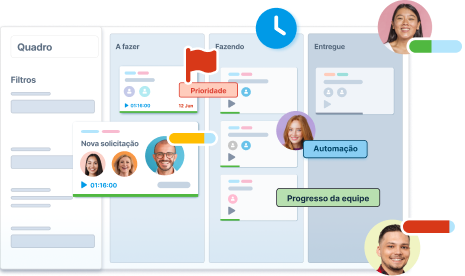 Quadro
Filtros
A fazer
Fazendo
Entregue
Prioridade
01:16:00
12 Jan
Nova solicitação
01:16:00
Automação
Progresso da equipe